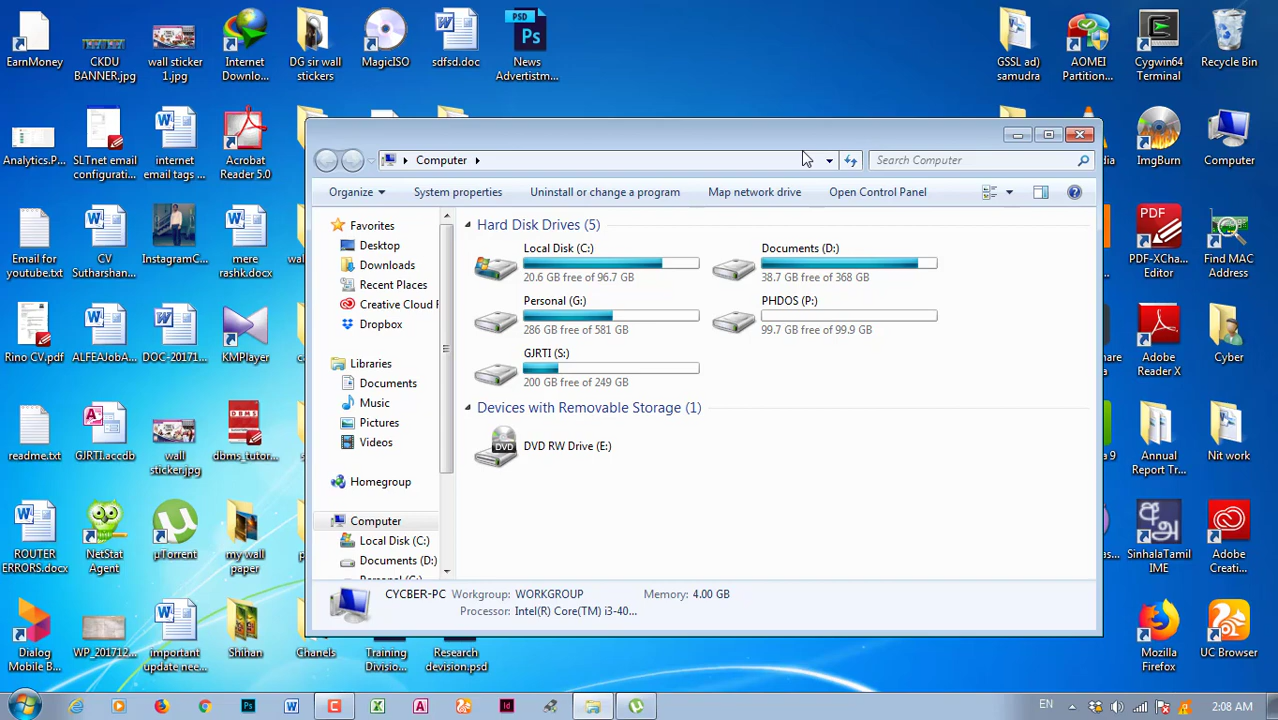 EarnMoney
CKDU
BANNER.jpg
wall sticker
1.jpg
Internet
Downlo...
DG sir wall
stickers
MagicISO
sdfsd.doc
PSD
Ps
News
Advertistm...
GSSL ad)
samudra
AOMEI
Partition...
Cygwin64
Terminal
Recycle Bin
Analytics.P...
SLTnet email
configurati...
internet
email tags ...
Acrobat
Reader 5.0
ImgBurn
Computer
Email for
youtube.txt
CV
Sutharshan...
InstagramC...
mere
rashk.docx
PDF
PDF-XCha...
Editor
Find MAC
Address
Rino CV.pdf
ALFEAJobA...
DOC-20171...
KMPlayer
Adobe
Reader X
Cyber
readme.txt
GJRTI.accdb
wall
sticker.jpg
DBMS
dbms_tutor...
Annual
Report Tr...
Nit work
ROUTER
ERRORS.docx
NetStat
Agent
µTorrent
my wall
paper
SinhalaTamil
IME
Adobe
Creati...
Dialog
Mobile B...
WP_201712...
important
update nee...
Shihan
Chanels
Training
Division...
Research
devision.psd
Mozilla
Firefox
UC Browser
Computer
Search Computer
Organize
System properties
Uninstall or change a program
Map network drive
Open Control Panel
Favorites
Desktop
Downloads
Recent Places
Creative Cloud F
Dropbox
Libraries
Documents
Music
Pictures
Videos
Homegroup
Computer
Local Disk (C:)
Documents (D:)
Personal (G:)
Hard Disk Drives (5)
Local Disk (C:)
20.6 GB free of 96.7 GB
Documents (D:)
38.7 GB free of 368 GB
Personal (G:)
286 GB free of 581 GB
PHDOS (P:)
99.7 GB free of 99.9 GB
GJRTI (S:)
200 GB free of 249 GB
Devices with Removable Storage (1)
DVD
DVD RW Drive (E:)
CYCBER-PC
Workgroup: WORKGROUP
Memory: 4.00 GB
Processor: Intel(R) Core(TM) i3-40...
EN
2:08 AM